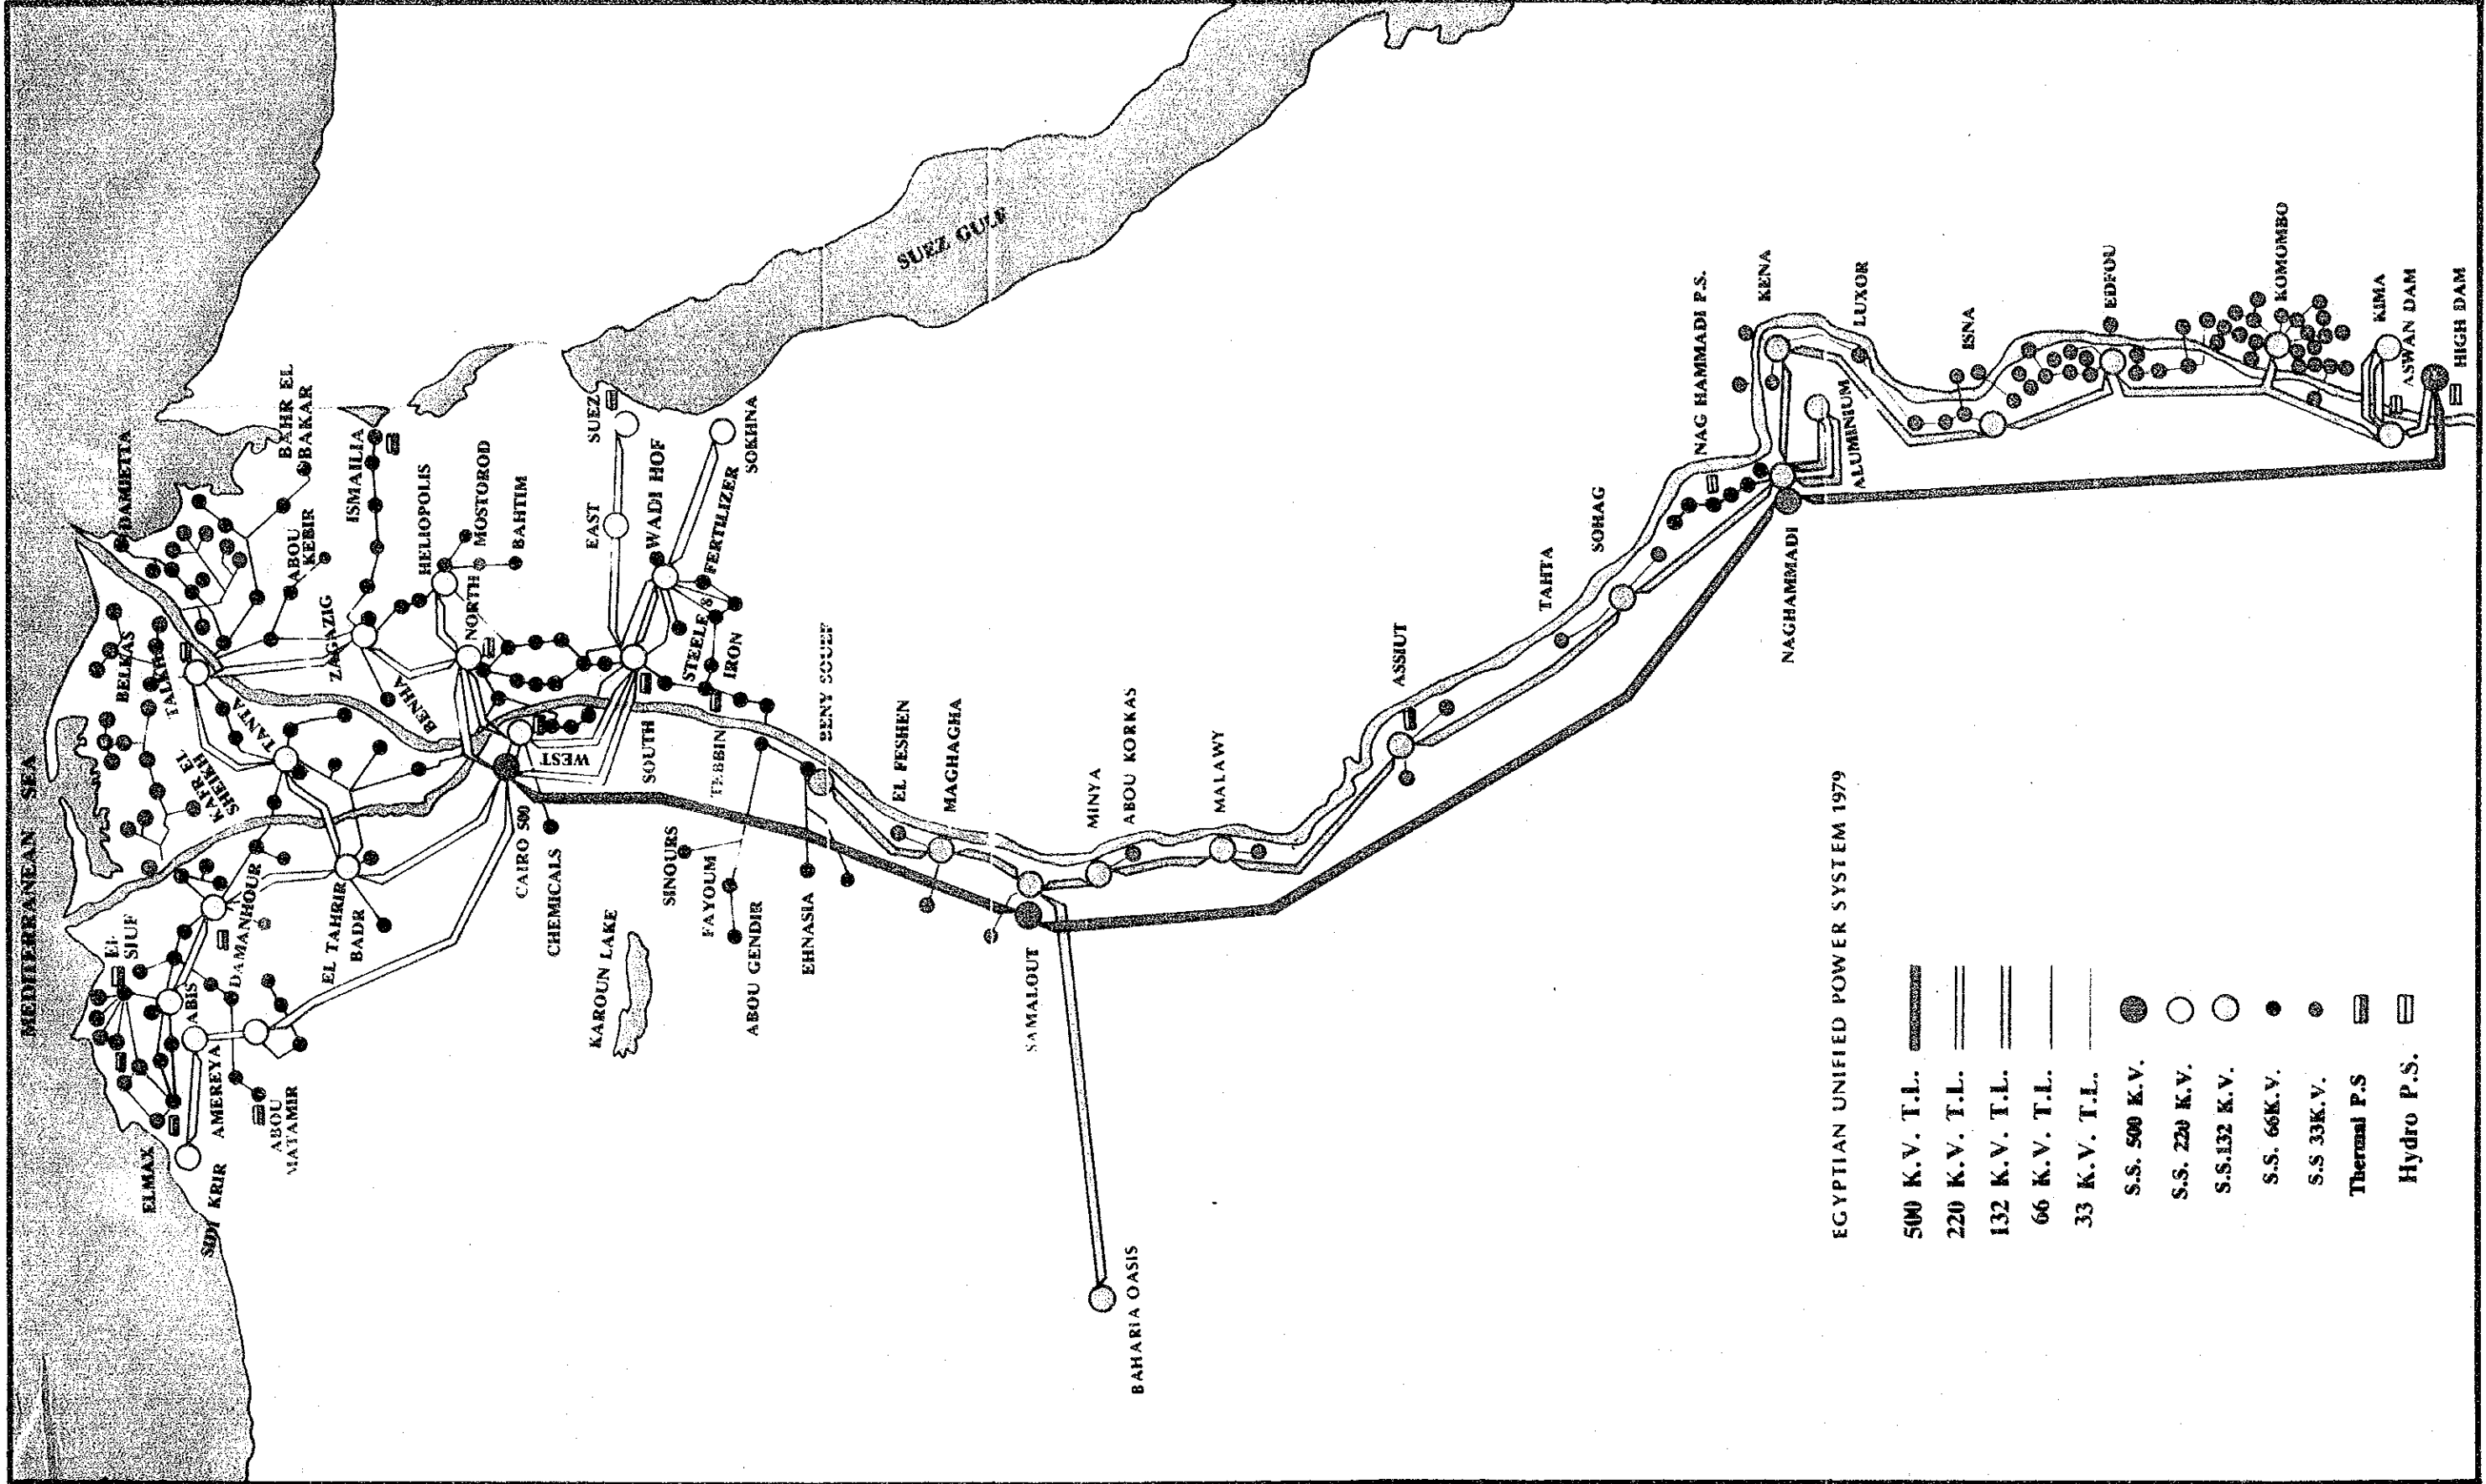 MEDITERRANEAN SEA
DAMIETTA
BELKAS
TALKHA
KAFR EL
SHEIKH
TANTA
BENHA
ZAGAZIG
ABOU
KEBIR
BAHR EL
BAKAR
ISMAILIA
HELIOPOLIS
MOSTOROD
BAHTIM
NORTH
EL
SIUF
ABIS
DAMANHOUR
EL TAHRIR
BADR
ELMAX
SIDI KRIR
AMEREYA
ABOU
MATAMIR
CAIRO 500
CHEMICALS
WEST
SOUTH
EAST
SUEZ
WADI HOF
FERTILIZER
SOKHNA
STEELE &
IRON
TEBBIN
SUEZ GULF
KAROUN LAKE
SINOURS
FAYOUM
ABOU GENDIR
EHNASIA
BENY SOUEF
EL FESHEN
MAGHAGHA
SAMALOUT
MINYA
ABOU KORKAS
MALAWY
BAHARIA OASIS
ASSIUT
TAHTA
SOHAG
NAG HAMMADI P.S.
NAGHAMMADI
KENA
ALUMINIUM
LUXOR
ISNA
EDFOU
KOMOMBO
KIMA
ASWAN DAM
HIGH DAM
EGYPTIAN UNIFIED POWER SYSTEM 1979
500 K.V. T.L.
220 K.V. T.L.
132 K.V. T.L.
66 K.V. T.L.
33 K.V. T.L.
S.S. 500 K.V.
S.S. 220 K.V.
S.S.132 K.V.
S.S. 66K.V.
S.S 33K.V.
Thermal P.S
Hydro P.S.